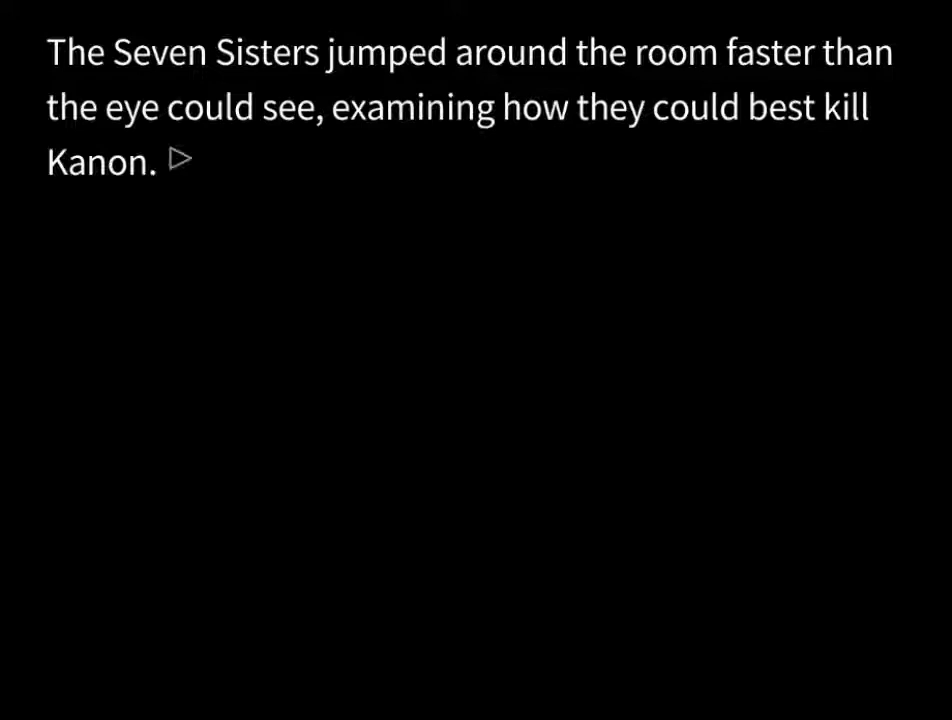 The Seven Sisters jumped around the room faster than
the eye could see, examining how they could best kill
Kanon.